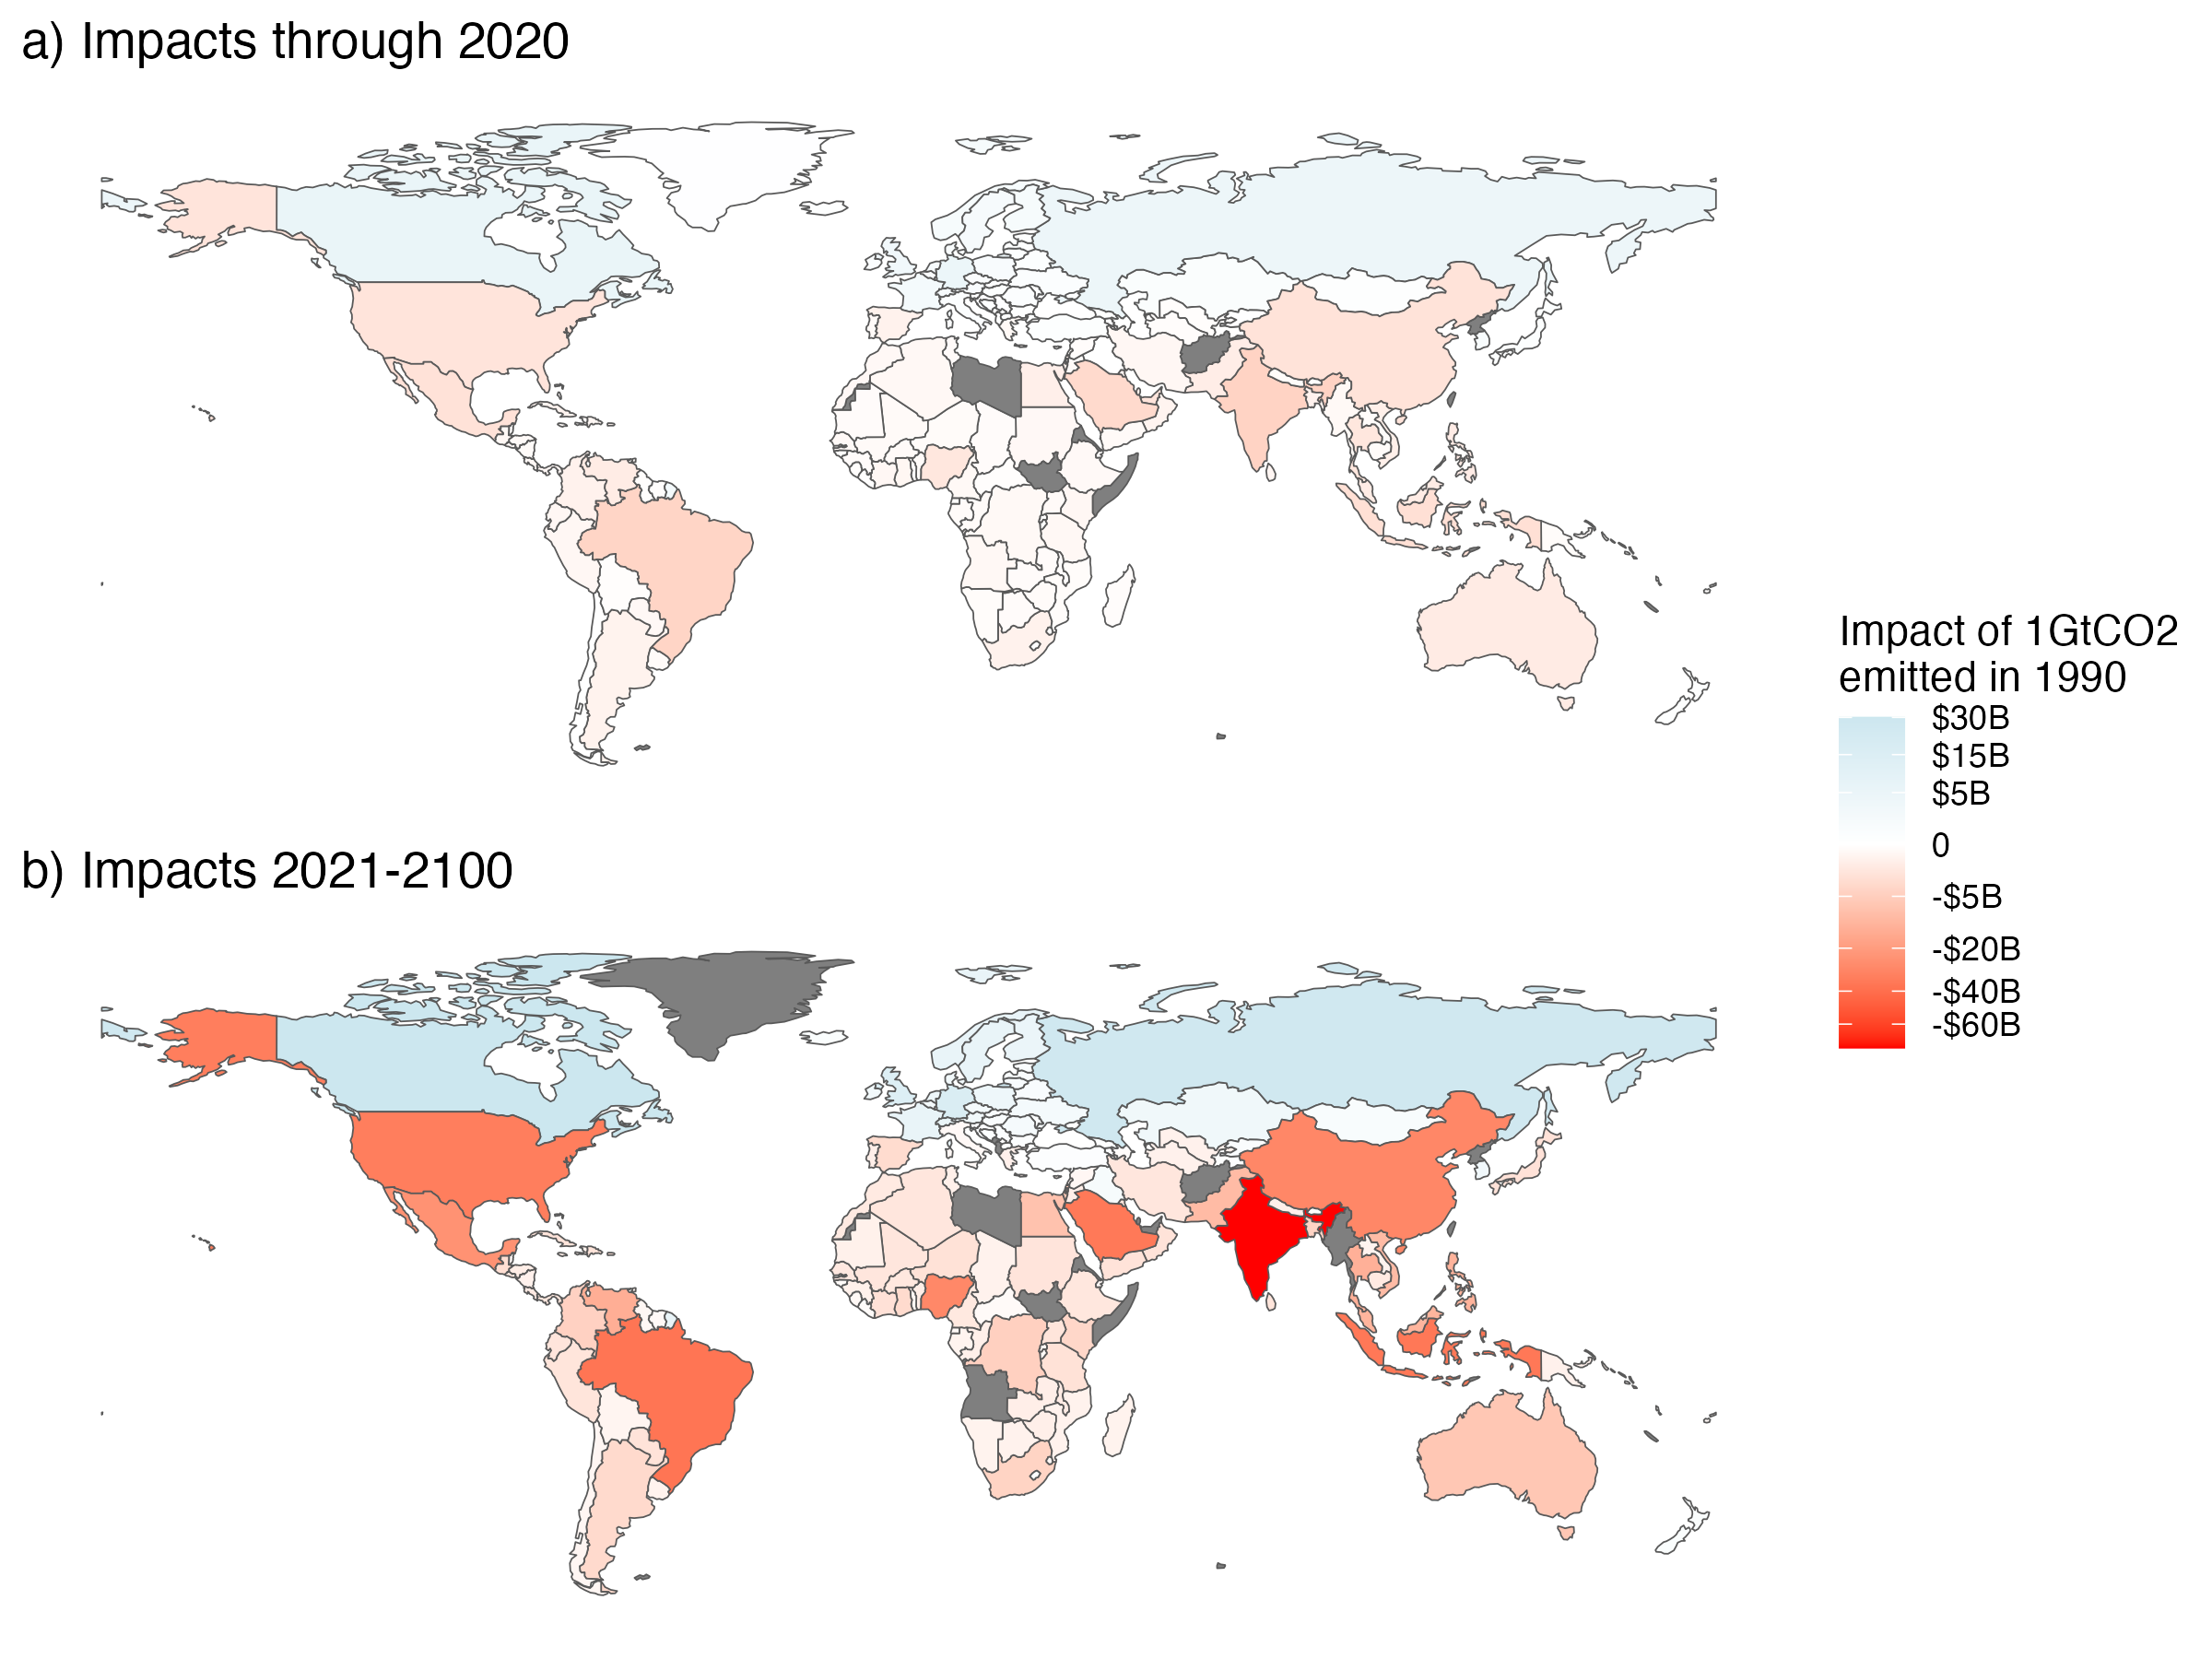 a) Impacts through 2020
Impact of 1GtCO2
emitted in 1990
$30B
$15B
$5B
0
-$5B
-$20B
-$40B
-$60B
b) Impacts 2021-2100